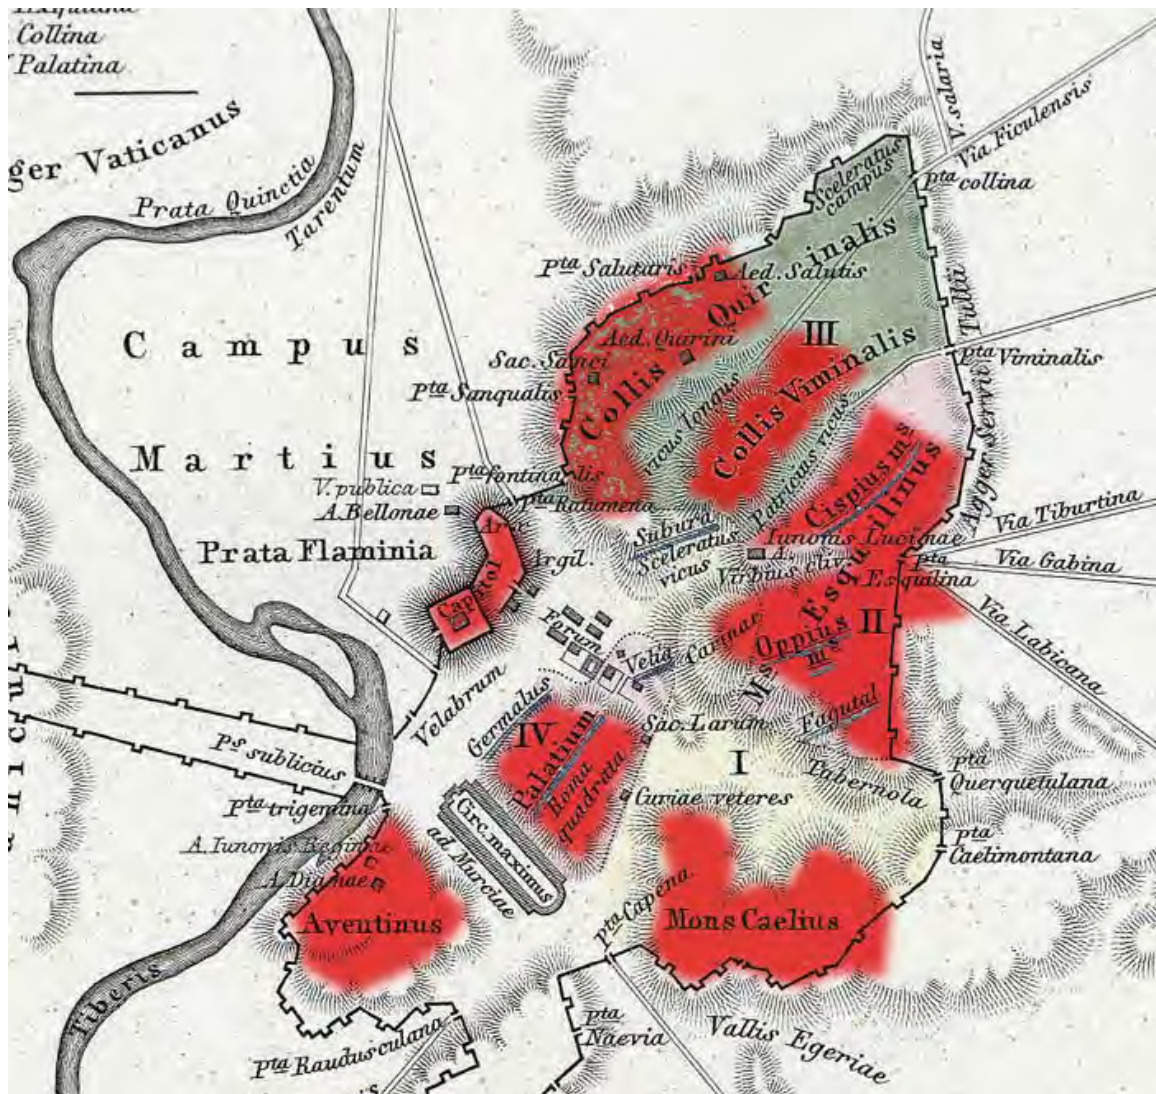 Collina
Palatina
ger Vaticanus
Prata Quinctia
Tarentum
V. salaria
Via Ficulensis
Sceleratus
campus
Pta collina
Pta Salutaris
Aed. Salutis
Collis Quirinalis
Campus
Martius
Aed. Quirini
III
Sac. Sanci
Pta Sanqualis
Collis Viminalis
Agger Servii Tullii
Pta
Viminalis
vicus longus
Patricius vicus
Pta fontinalis
V. publica
A. Bellonae
Pta Ratumena
Cispius ms
Esquilinus
Via Tiburtina
Prata Flaminia
Arx
Argil.
Subura
Sceleratus
vicus
A. Iunonis Lucinae
Virbius cliv.
Pta
Esquilina
Via Gabina
Via Labicana
Capitol
Forum
Velia
Carinae
Ms
Oppius
ms
II
Velabrum
Germalus
IV
Palatium
Roma
quadrata
Sac. Larum
Fagutal
I
Tabernola
Pta
Querquetulana
Ps sublicius
Pta trigemina
Curiae veteres
Pta
Caelimontana
A. Iunonis Reginae
A. Dianae
Circ. maximus
ad Murciae
Aventinus
Pta Capena
Mons Caelius
Tiberis
Pta Raudusculana
Pta
Naevia
Vallis Egeriae